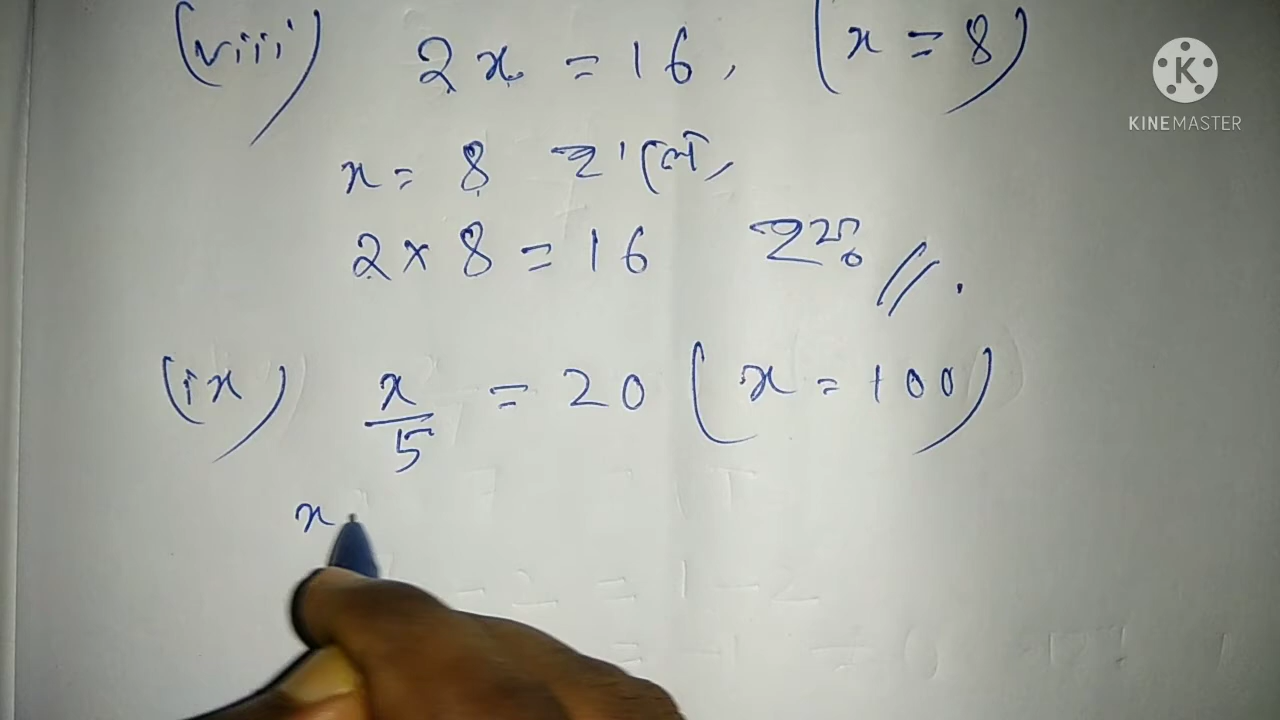 (viii) 2x = 16, (x = 8)
K
KINEMASTER
x = 8 হ'লে,
2 × 8 = 16 হয় //.
(ix) x/5 = 20 (x = 100)
x